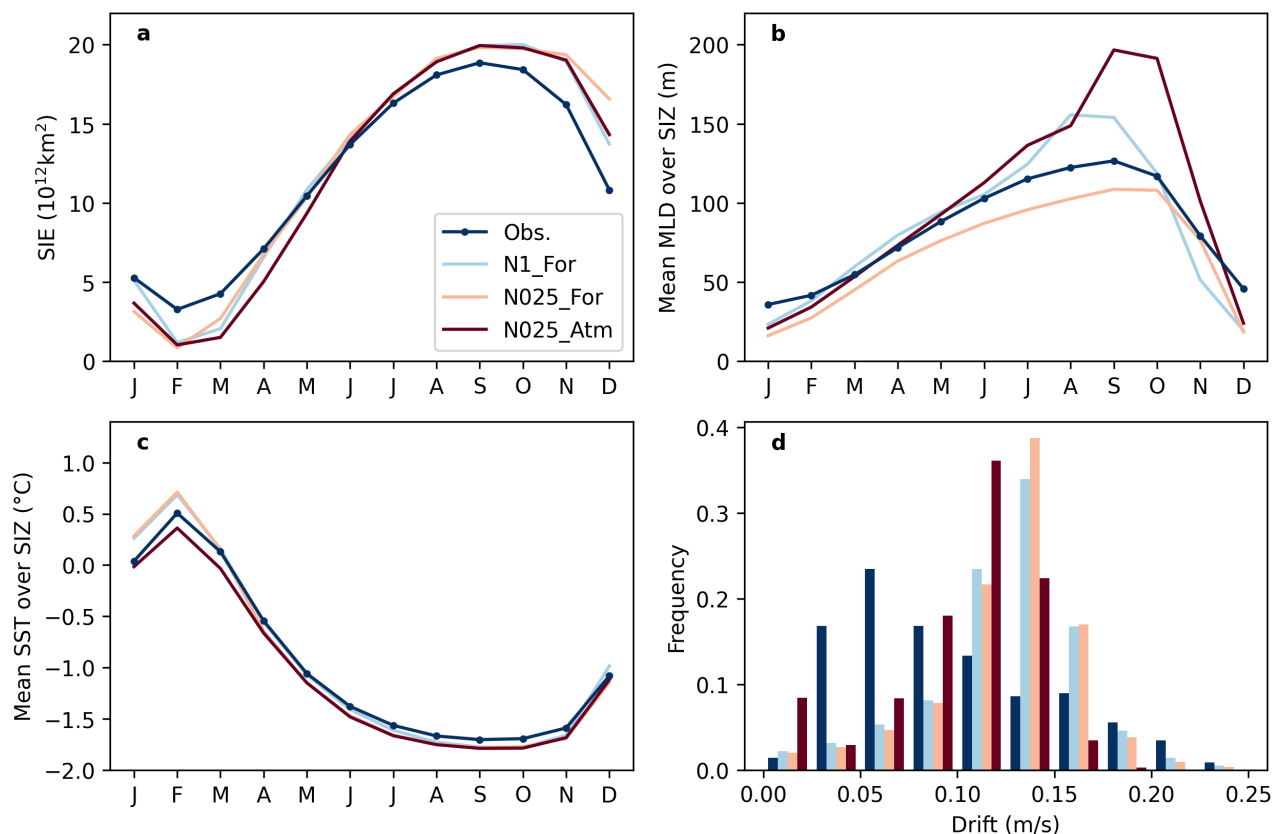 a
20
15
10
5
0
SIE (10¹²km²)
J F M A M J J A S O N D
Obs.
N1_For
N025_For
N025_Atm
b
200
150
100
50
0
Mean MLD over SIZ (m)
J F M A M J J A S O N D
c
1.0
0.5
0.0
−0.5
−1.0
−1.5
−2.0
Mean SST over SIZ (°C)
J F M A M J J A S O N D
d
0.4
0.3
0.2
0.1
0.0
Frequency
0.00 0.05 0.10 0.15 0.20 0.25
Drift (m/s)